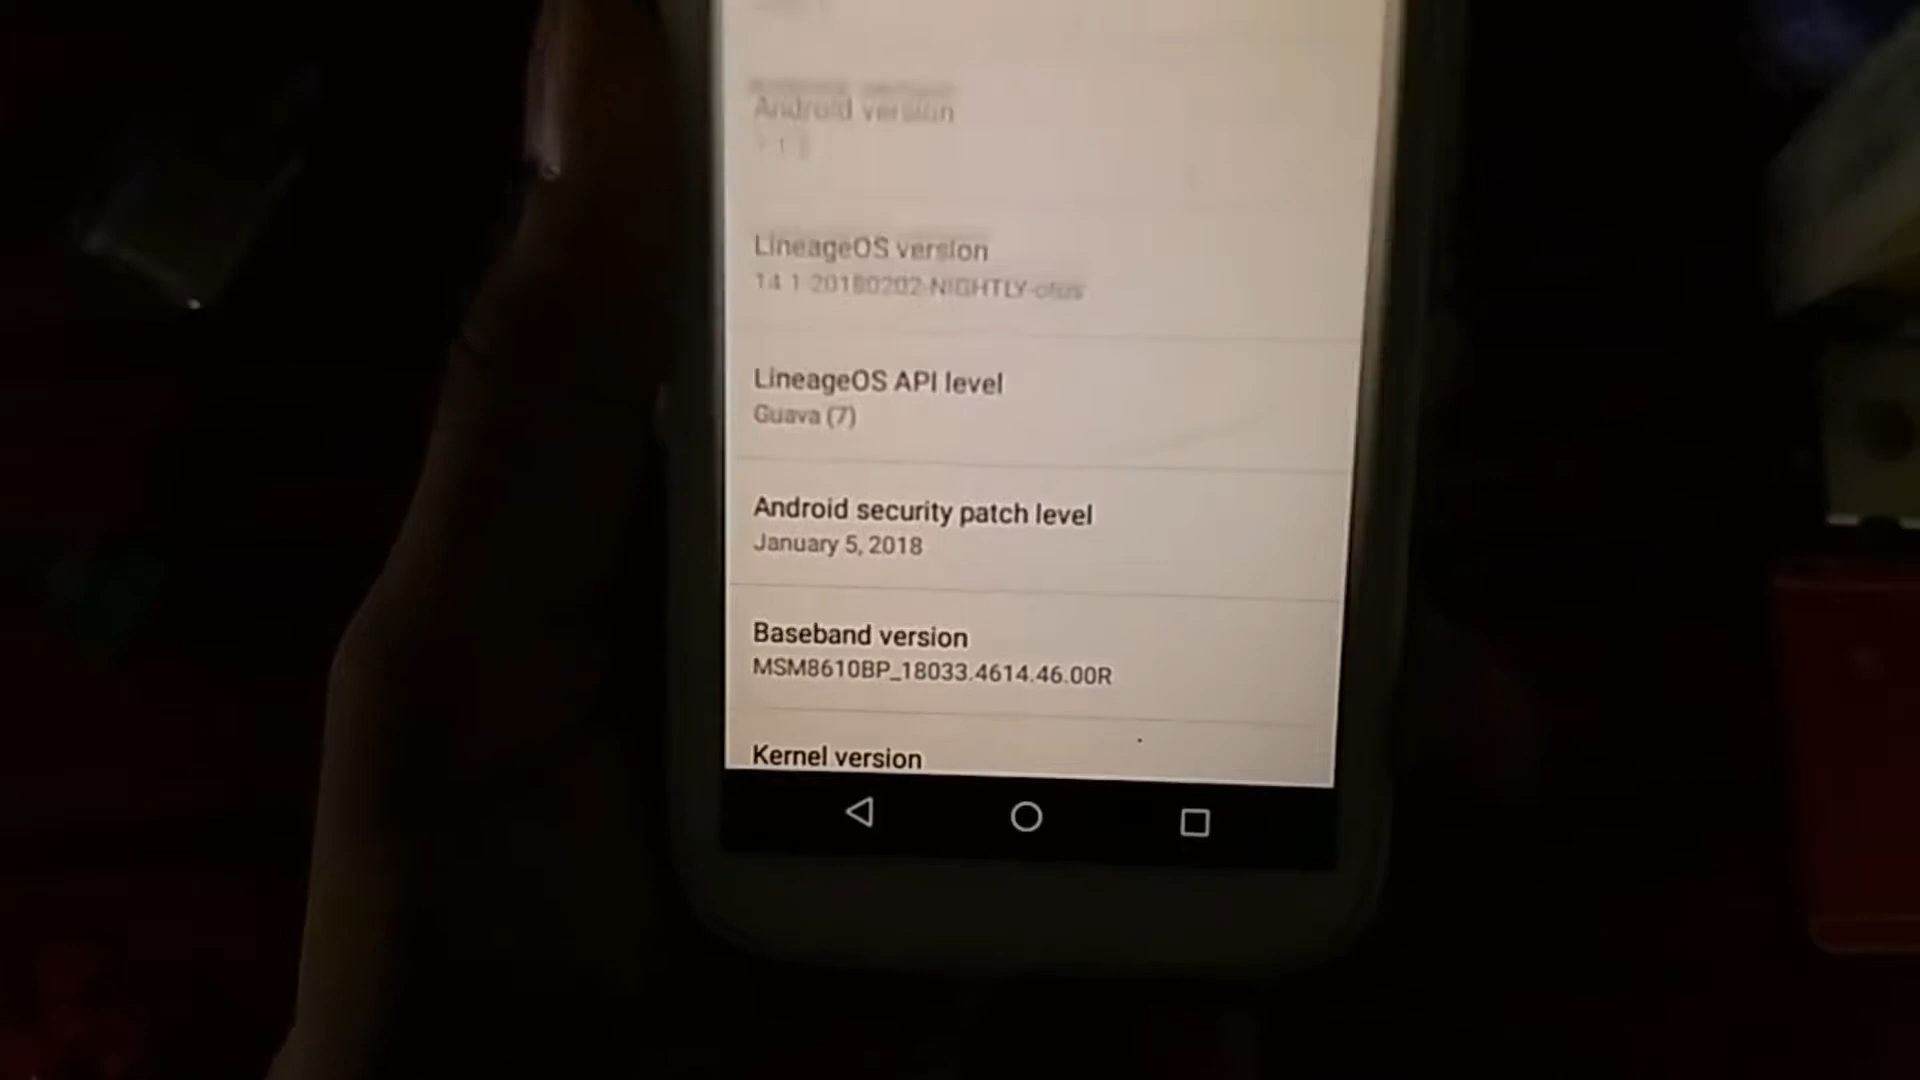 Android version
LineageOS version
14.1-20180202-NIGHTLY-otus
LineageOS API level
Guava (7)
Android security patch level
January 5, 2018
Baseband version
MSM8610BP_18033.4614.46.00R
Kernel version